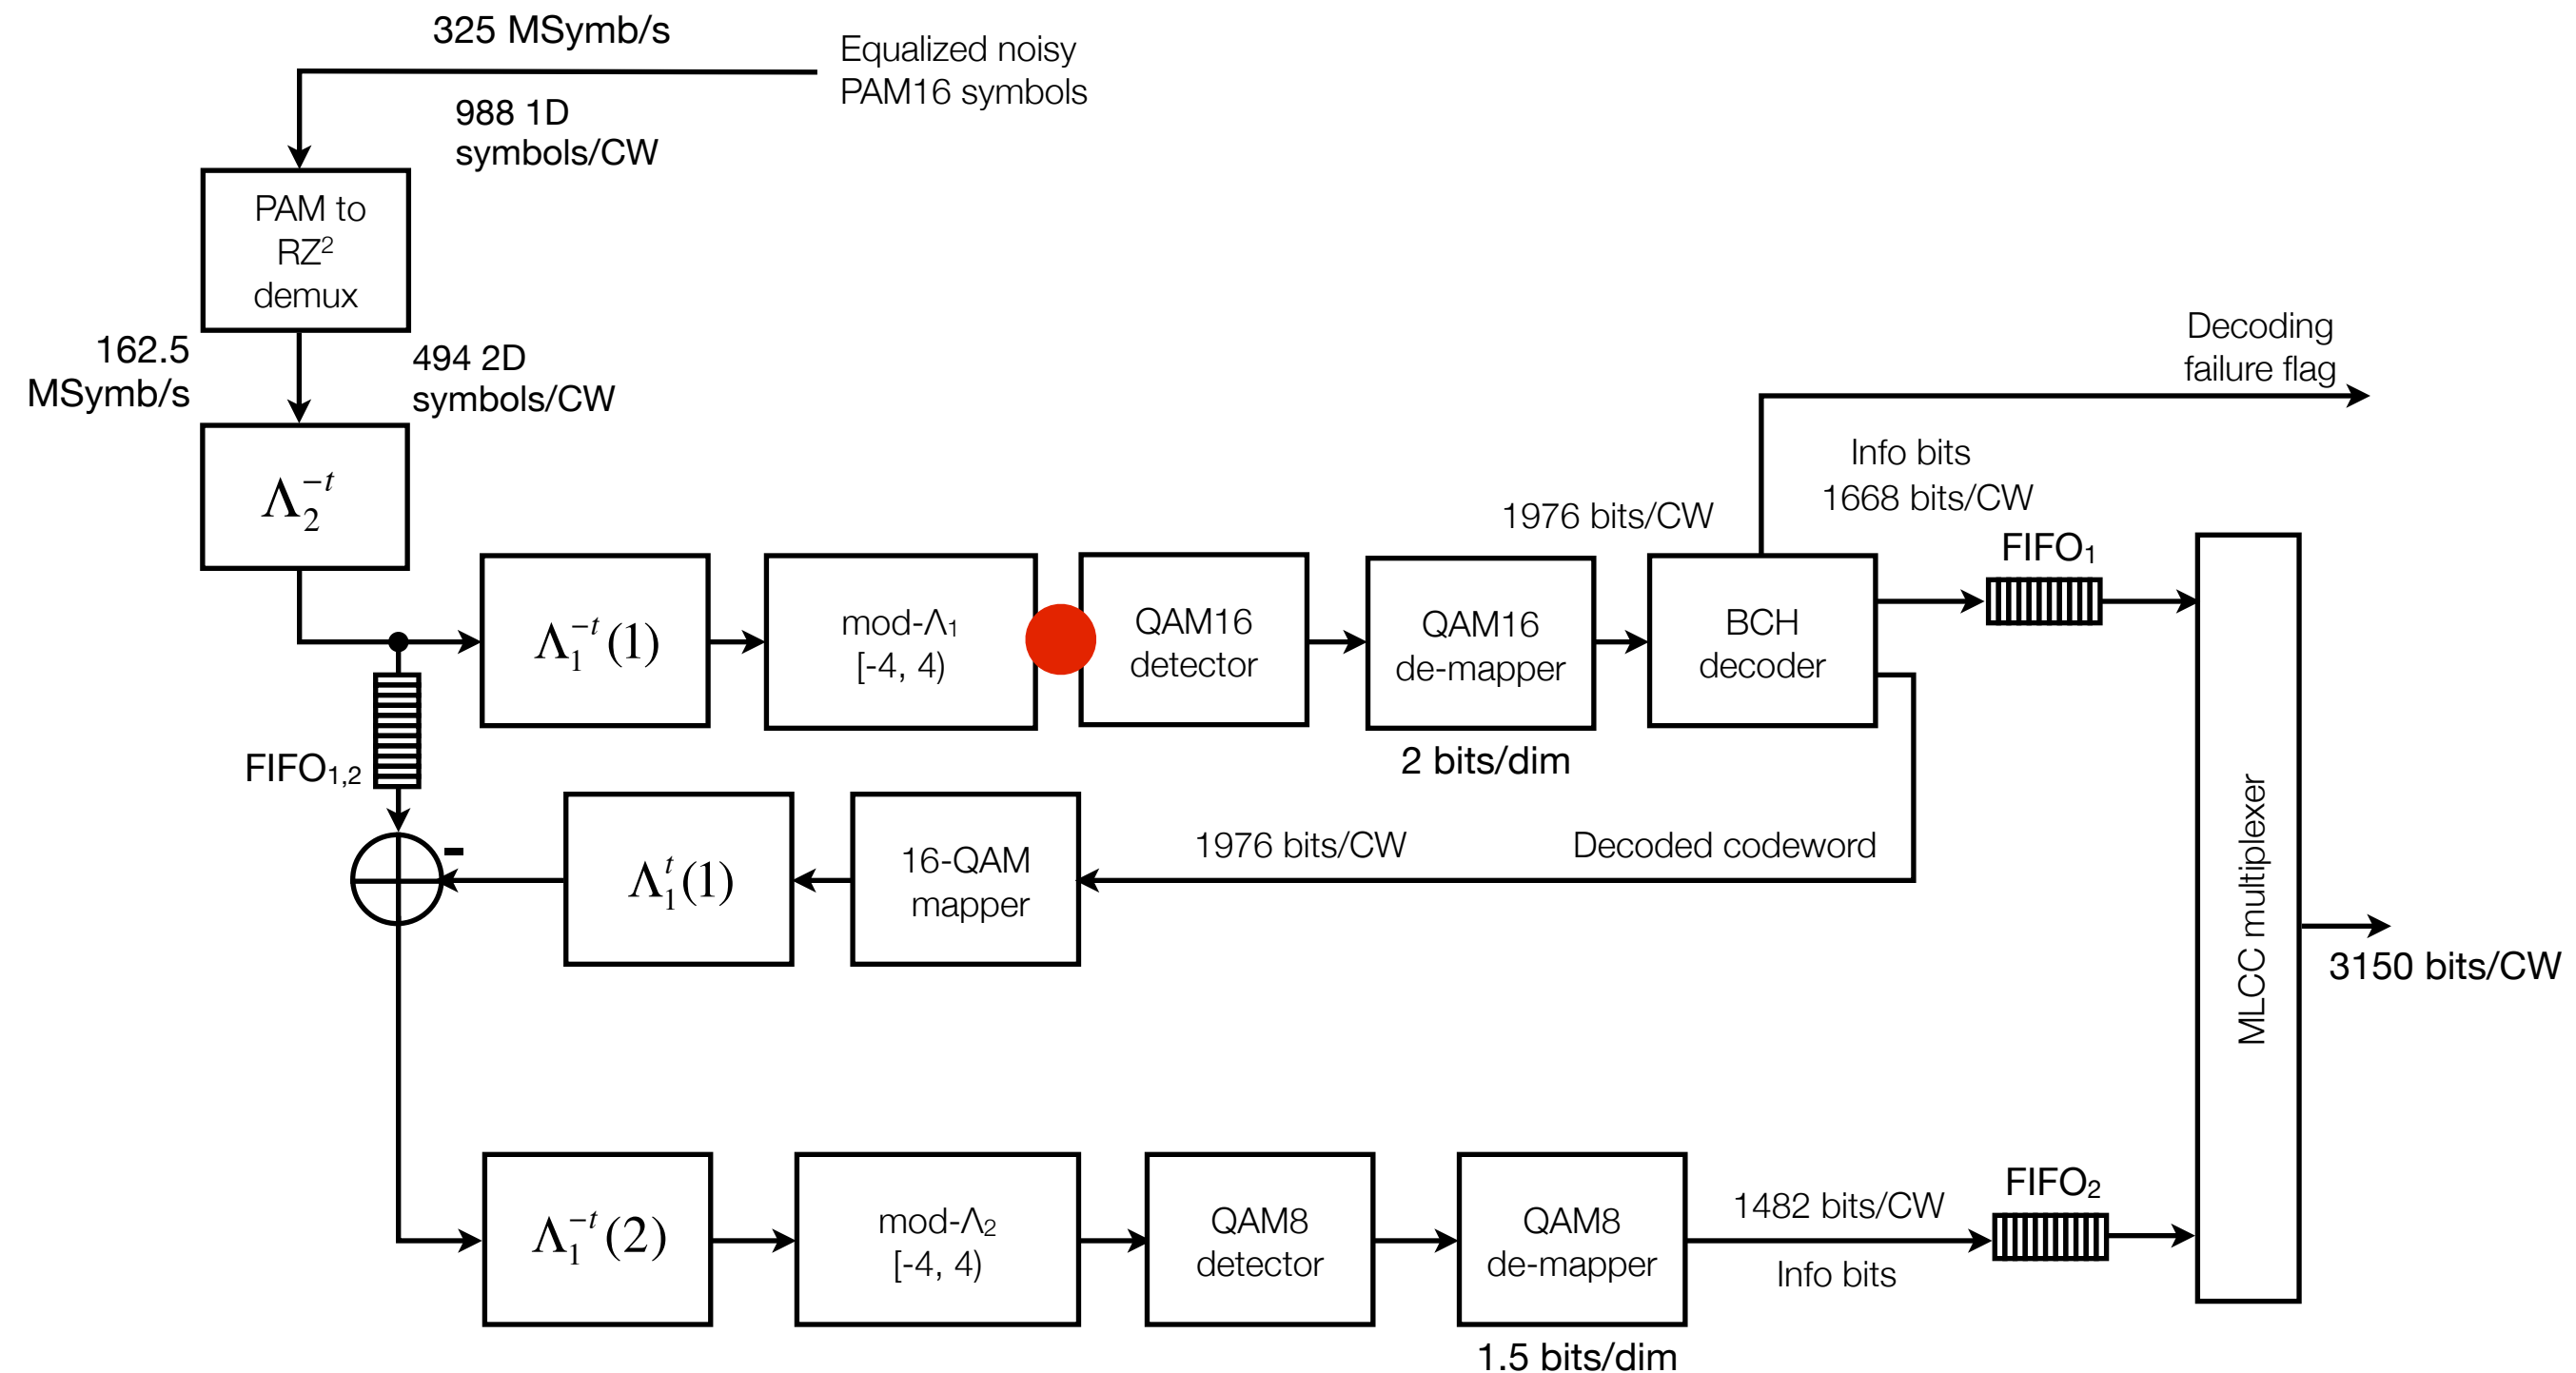 325 MSymb/s
Equalized noisy
PAM16 symbols
988 1D
symbols/CW
PAM to
RZ²
demux
162.5
MSymb/s
494 2D
symbols/CW
Λ₂⁻ᵗ
Decoding
failure flag
Info bits
1668 bits/CW
1976 bits/CW
FIFO₁
Λ₁⁻ᵗ(1)
mod-Λ₁
[-4, 4)
QAM16
detector
QAM16
de-mapper
2 bits/dim
BCH
decoder
FIFO₁,₂
-
Λ₁ᵗ(1)
16-QAM
mapper
1976 bits/CW
Decoded codeword
MLCC multiplexer
3150 bits/CW
Λ₁⁻ᵗ(2)
mod-Λ₂
[-4, 4)
QAM8
detector
QAM8
de-mapper
1.5 bits/dim
1482 bits/CW
Info bits
FIFO₂